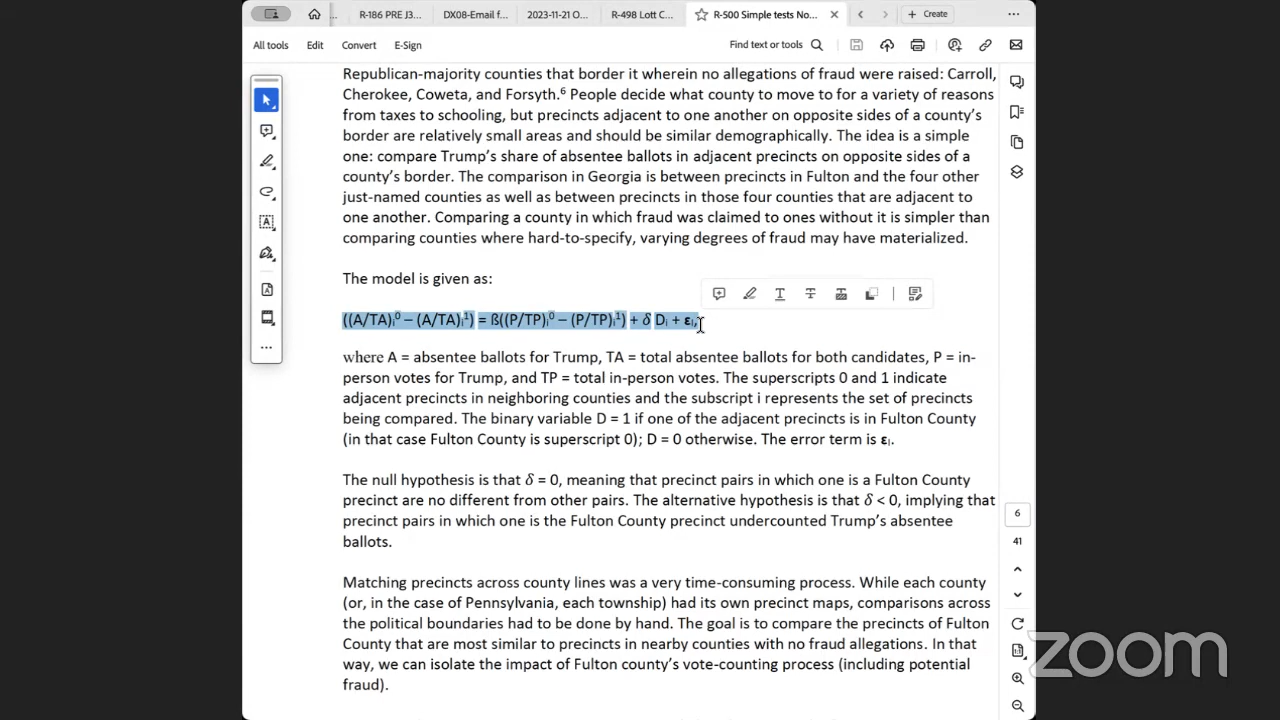 R-186 PRE J3...
DX08-Email f...
2023-11-21 O...
R-498 Lott C...
R-500 Simple tests No...
Create
All tools
Edit
Convert
E-Sign
Find text or tools
Republican-majority counties that border it wherein no allegations of fraud were raised: Carroll,
Cherokee, Coweta, and Forsyth.⁶ People decide what county to move to for a variety of reasons
from taxes to schooling, but precincts adjacent to one another on opposite sides of a county's
border are relatively small areas and should be similar demographically. The idea is a simple
one: compare Trump's share of absentee ballots in adjacent precincts on opposite sides of a
county's border. The comparison in Georgia is between precincts in Fulton and the four other
just-named counties as well as between precincts in those four counties that are adjacent to
one another. Comparing a county in which fraud was claimed to ones without it is simpler than
comparing counties where hard-to-specify, varying degrees of fraud may have materialized.
The model is given as:
((A/TA)ᵢ⁰ – (A/TA)ᵢ¹) = ß((P/TP)ᵢ⁰ – (P/TP)ᵢ¹) + δ Dᵢ + εᵢ,
where A = absentee ballots for Trump, TA = total absentee ballots for both candidates, P = in-
person votes for Trump, and TP = total in-person votes. The superscripts 0 and 1 indicate
adjacent precincts in neighboring counties and the subscript i represents the set of precincts
being compared. The binary variable D = 1 if one of the adjacent precincts is in Fulton County
(in that case Fulton County is superscript 0); D = 0 otherwise. The error term is εᵢ.
The null hypothesis is that δ = 0, meaning that precinct pairs in which one is a Fulton County
precinct are no different from other pairs. The alternative hypothesis is that δ < 0, implying that
precinct pairs in which one is the Fulton County precinct undercounted Trump's absentee
ballots.
Matching precincts across county lines was a very time-consuming process. While each county
(or, in the case of Pennsylvania, each township) had its own precinct maps, comparisons across
the political boundaries had to be done by hand. The goal is to compare the precincts of Fulton
County that are most similar to precincts in nearby counties with no fraud allegations. In that
way, we can isolate the impact of Fulton county's vote-counting process (including potential
fraud).
6
41
zoom